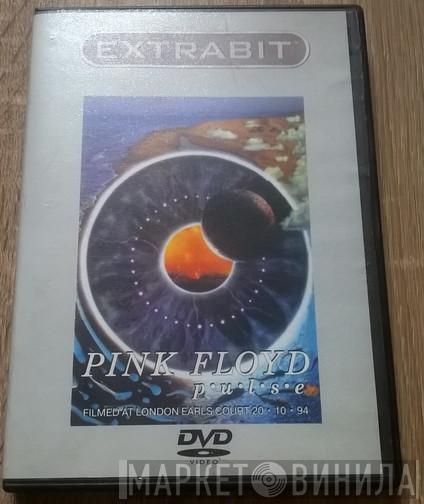 EXTRABIT
PINK FLOYD
p·u·l·s·e
FILMED AT LONDON EARLS COURT 20·10·94
DVD
VIDEO
МАРКЕТ ВИНИЛА